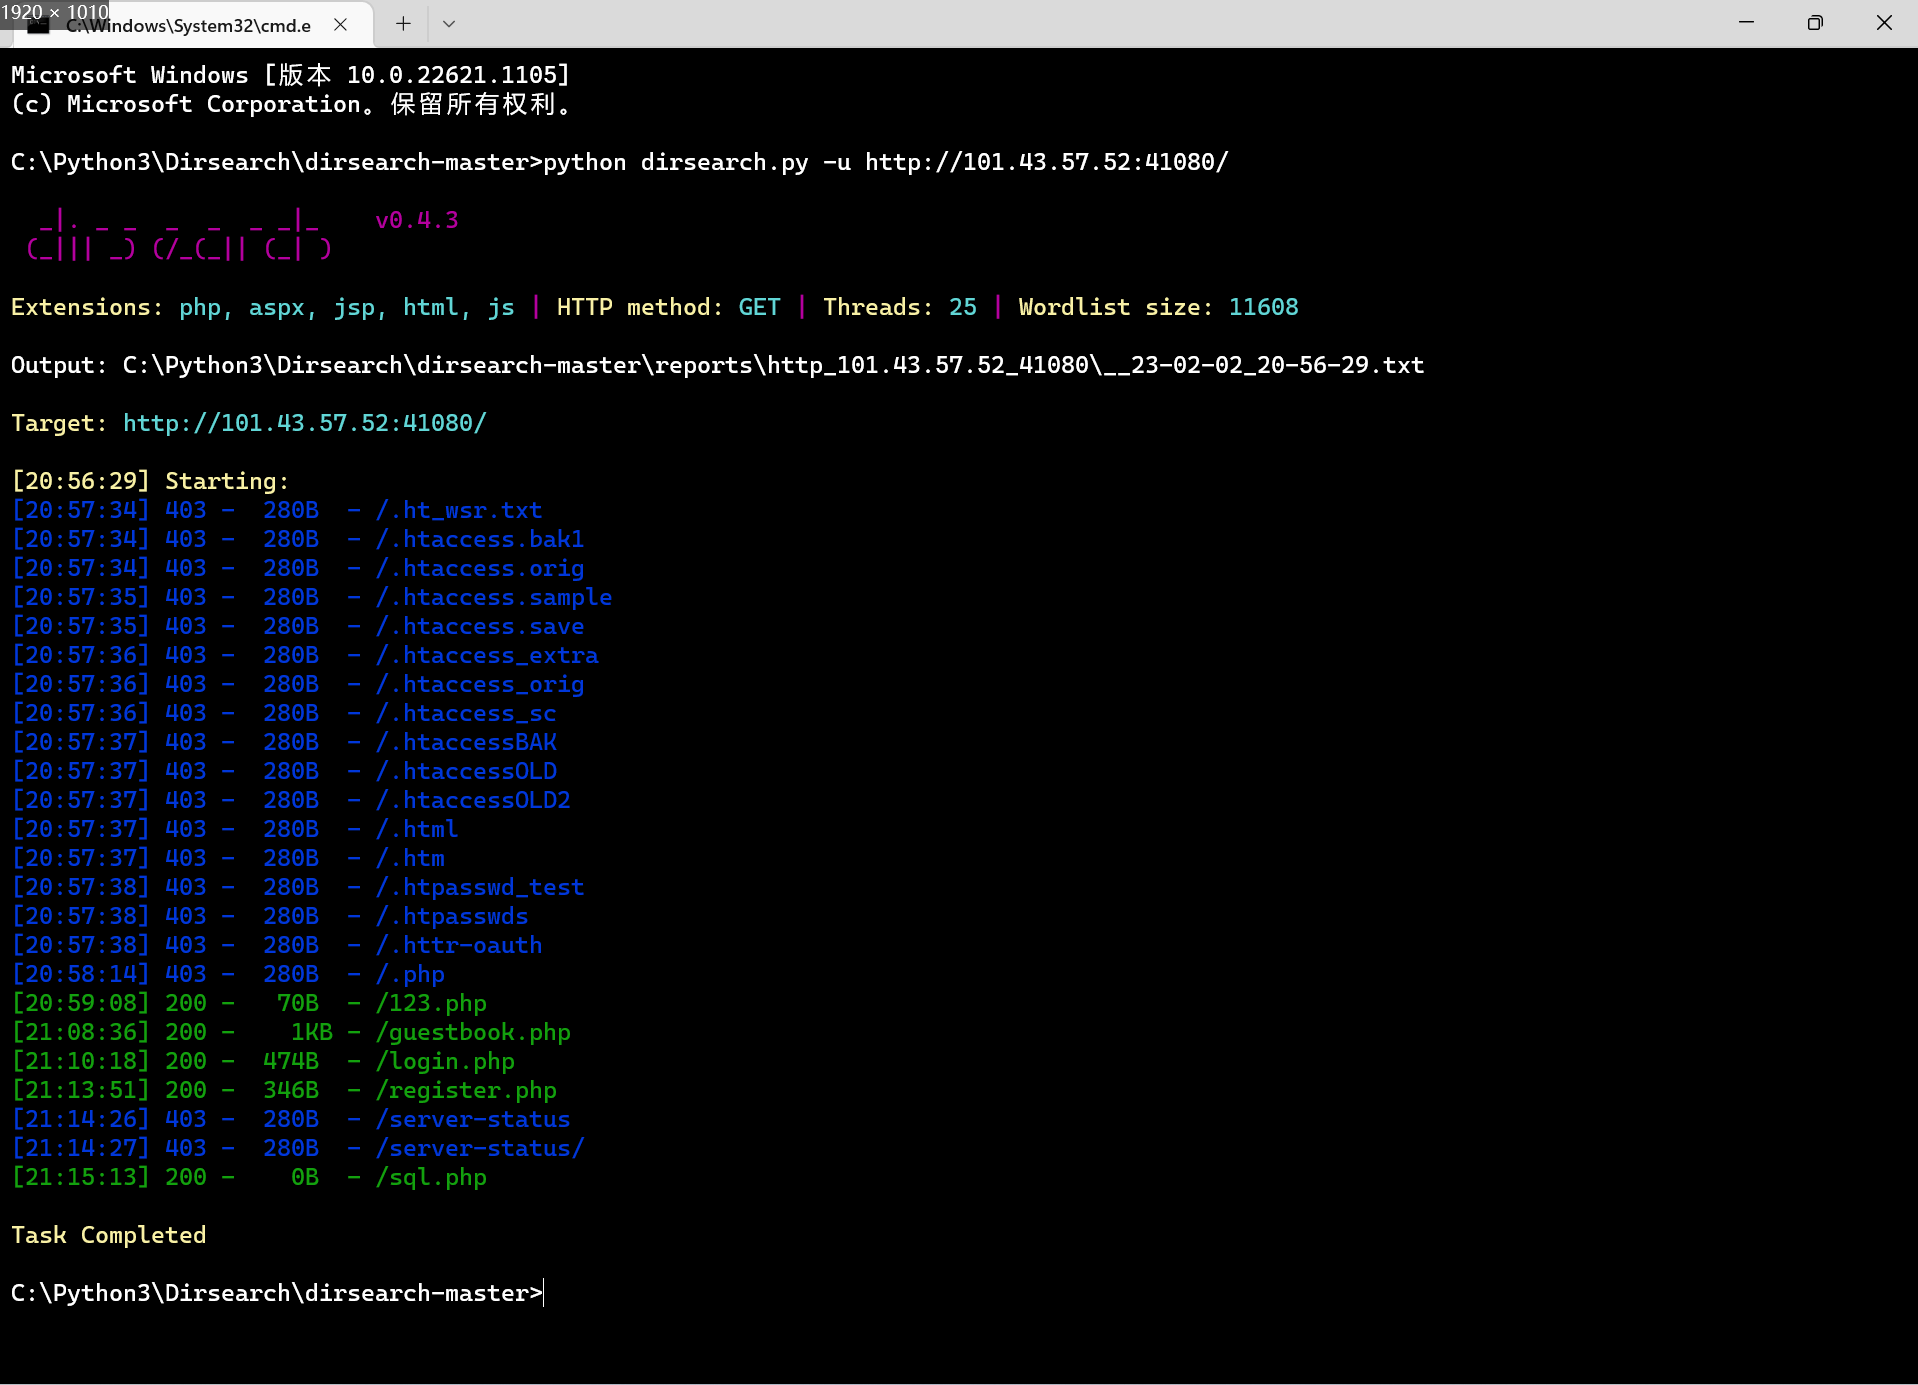 1920 × 1010
C:\Windows\System32\cmd.e
Microsoft Windows [版本 10.0.22621.1105]
(c) Microsoft Corporation。保留所有权利。
C:\Python3\Dirsearch\dirsearch-master>python dirsearch.py -u http://101.43.57.52:41080/
  _|. _ _  _  _  _ _|_    v0.4.3
 (_||| _) (/_(_|| (_| )
Extensions: php, aspx, jsp, html, js | HTTP method: GET | Threads: 25 | Wordlist size: 11608
Output: C:\Python3\Dirsearch\dirsearch-master\reports\http_101.43.57.52_41080\__23-02-02_20-56-29.txt
Target: http://101.43.57.52:41080/
[20:56:29] Starting:
[20:57:34] 403 -  280B  - /.ht_wsr.txt
[20:57:34] 403 -  280B  - /.htaccess.bak1
[20:57:34] 403 -  280B  - /.htaccess.orig
[20:57:35] 403 -  280B  - /.htaccess.sample
[20:57:35] 403 -  280B  - /.htaccess.save
[20:57:36] 403 -  280B  - /.htaccess_extra
[20:57:36] 403 -  280B  - /.htaccess_orig
[20:57:36] 403 -  280B  - /.htaccess_sc
[20:57:37] 403 -  280B  - /.htaccessBAK
[20:57:37] 403 -  280B  - /.htaccessOLD
[20:57:37] 403 -  280B  - /.htaccessOLD2
[20:57:37] 403 -  280B  - /.html
[20:57:37] 403 -  280B  - /.htm
[20:57:38] 403 -  280B  - /.htpasswd_test
[20:57:38] 403 -  280B  - /.htpasswds
[20:57:38] 403 -  280B  - /.httr-oauth
[20:58:14] 403 -  280B  - /.php
[20:59:08] 200 -   70B  - /123.php
[21:08:36] 200 -    1KB - /guestbook.php
[21:10:18] 200 -  474B  - /login.php
[21:13:51] 200 -  346B  - /register.php
[21:14:26] 403 -  280B  - /server-status
[21:14:27] 403 -  280B  - /server-status/
[21:15:13] 200 -    0B  - /sql.php
Task Completed
C:\Python3\Dirsearch\dirsearch-master>